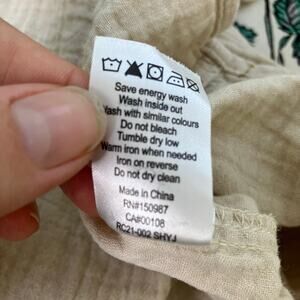 Save energy wash
Wash inside out
Wash with similar colours
Do not bleach
Tumble dry low
Warm iron when needed
Iron on reverse
Do not dry clean
Made in China
RN#150987
CA#00108
RC21-002 SHYJ